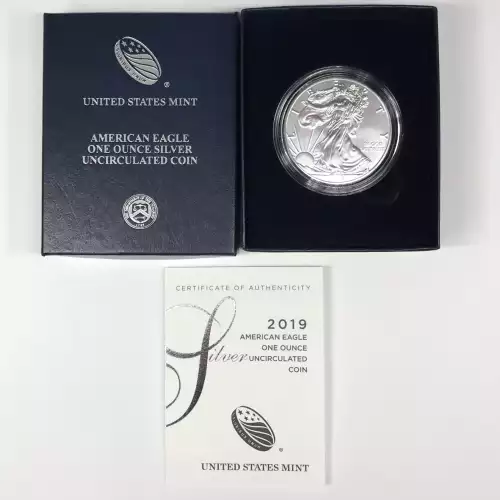 UNITED STATES MINT
AMERICAN EAGLE
ONE OUNCE SILVER
UNCIRCULATED COIN
LIBERTY
CERTIFICATE OF AUTHENTICITY
2019
AMERICAN EAGLE
ONE OUNCE
Silver UNCIRCULATED
COIN
UNITED STATES MINT